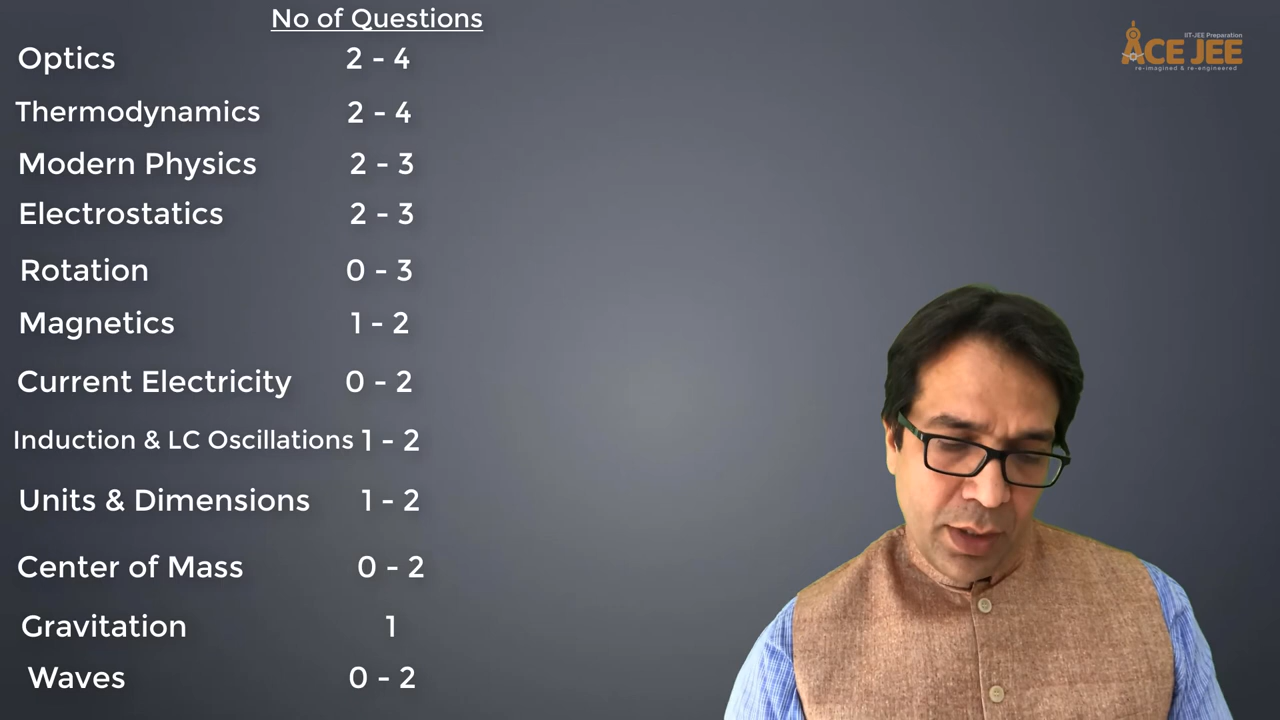 No of Questions
Optics 2 - 4
Thermodynamics 2 - 4
Modern Physics 2 - 3
Electrostatics 2 - 3
Rotation 0 - 3
Magnetics 1 - 2
Current Electricity 0 - 2
Induction & LC Oscillations 1 - 2
Units & Dimensions 1 - 2
Center of Mass 0 - 2
Gravitation 1
Waves 0 - 2
IIT-JEE Preparation
ACE JEE
re-imagined & re-engineered